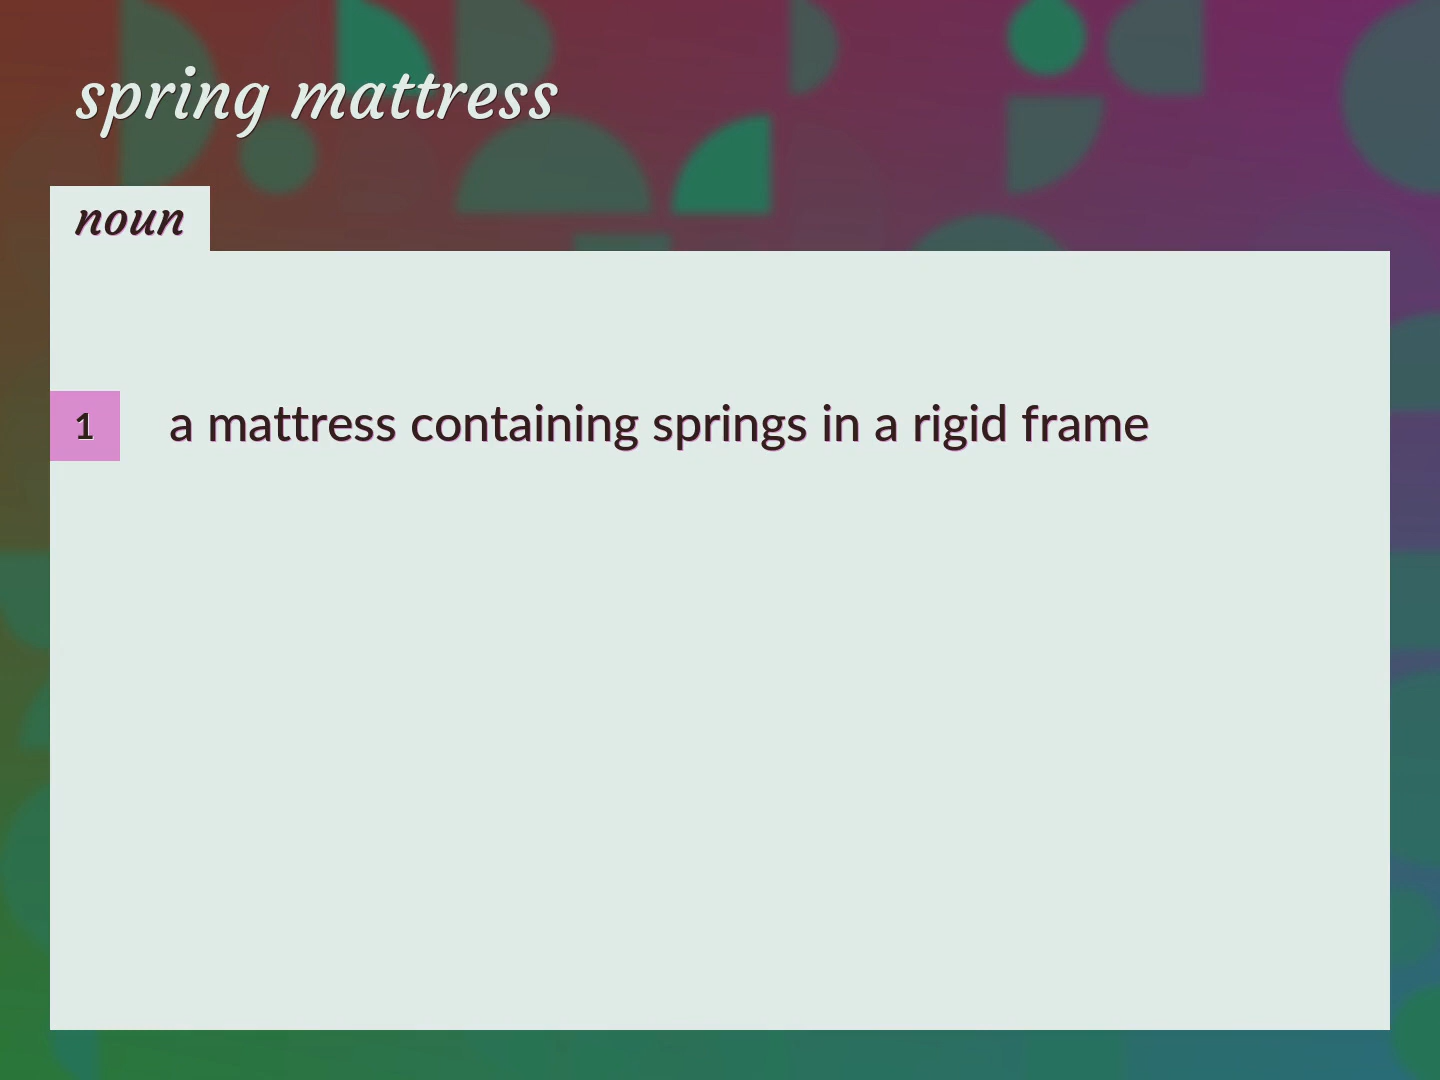 spring mattress
noun
1 a mattress containing springs in a rigid frame